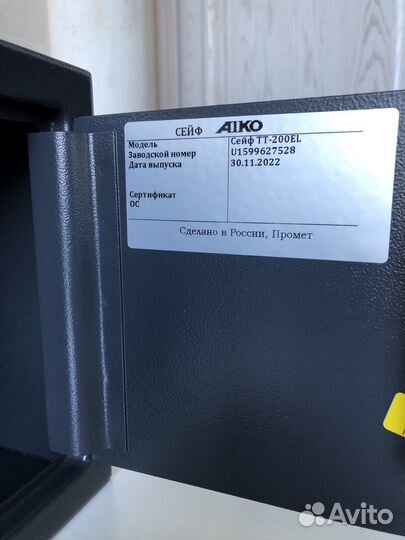 СЕЙФ AIKO
Модель Сейф ТТ-200EL
Заводской номер U1599627528
Дата выпуска 30.11.2022
Сертификат
ОС
Сделано в России, Промет
Avito